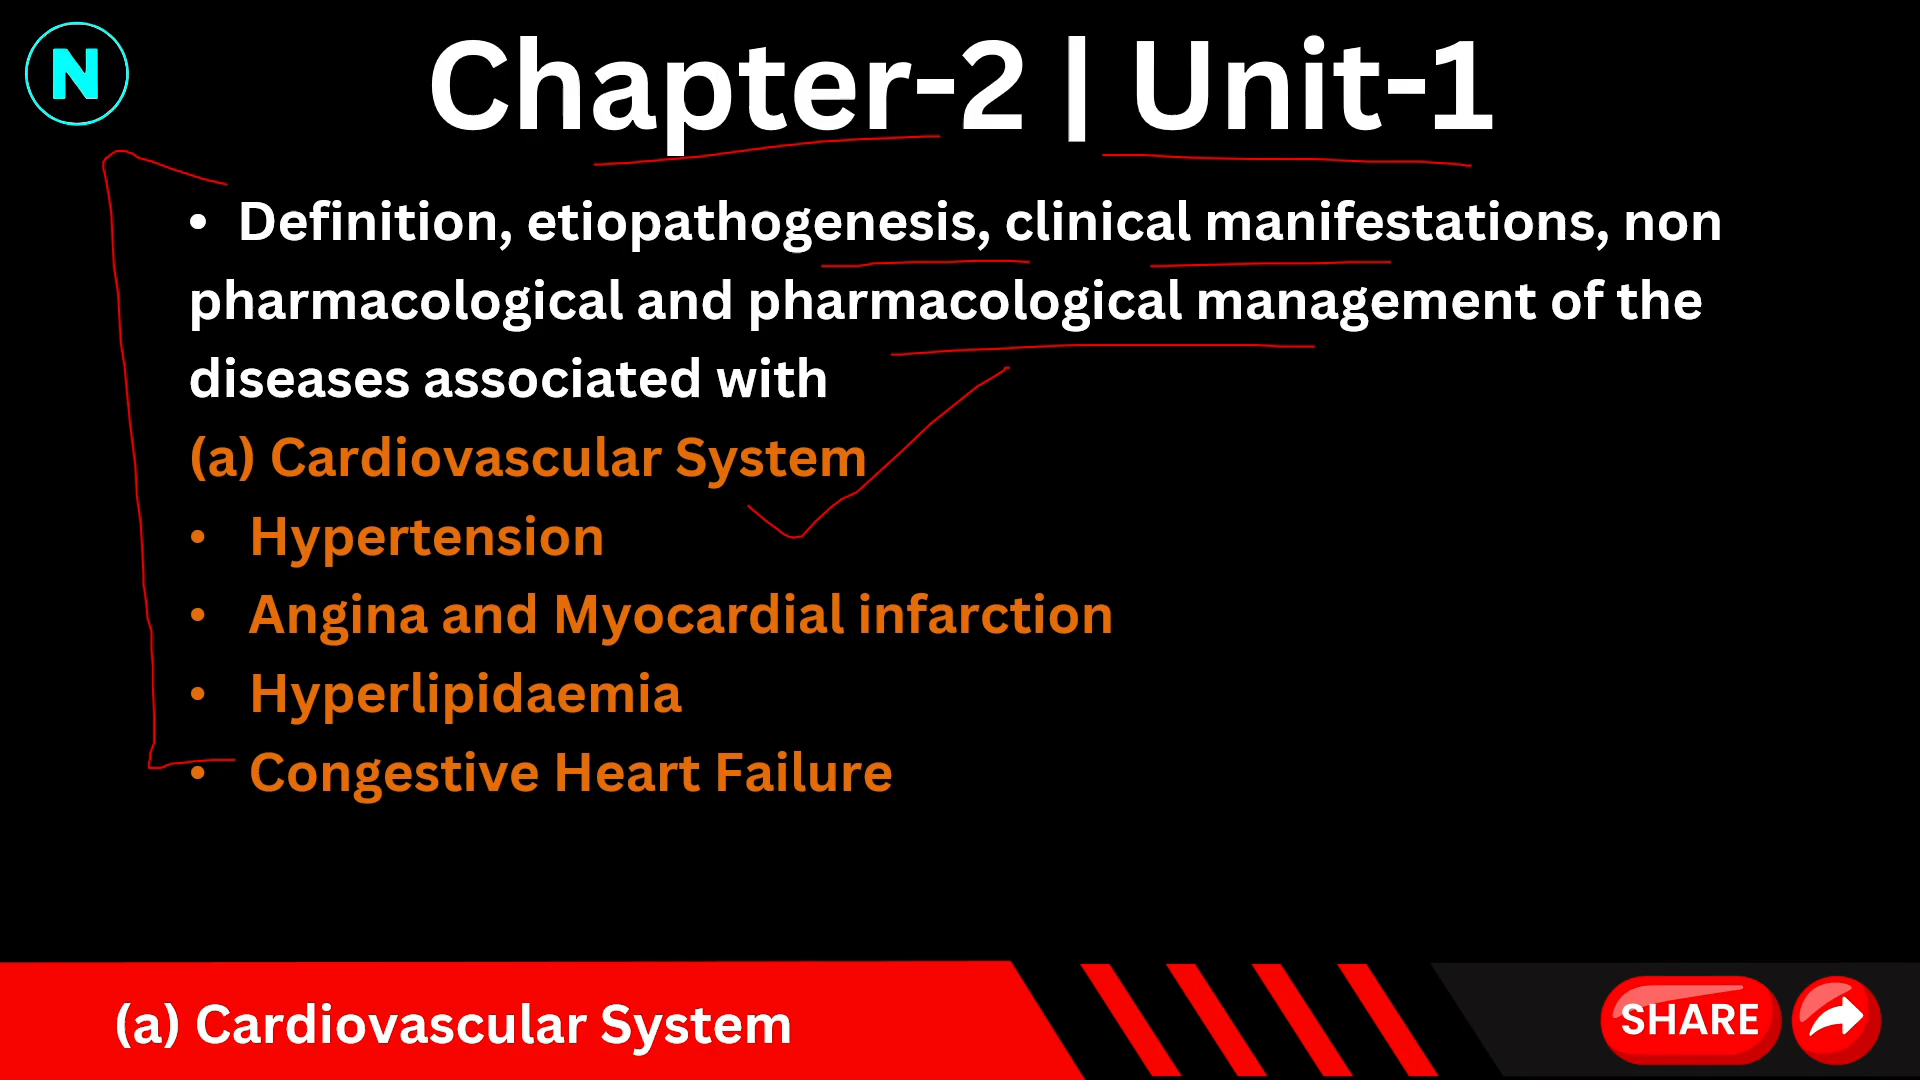 N
Chapter-2 | Unit-1
• Definition, etiopathogenesis, clinical manifestations, non
pharmacological and pharmacological management of the
diseases associated with
(a) Cardiovascular System
• Hypertension
• Angina and Myocardial infarction
• Hyperlipidaemia
• Congestive Heart Failure
(a) Cardiovascular System
SHARE